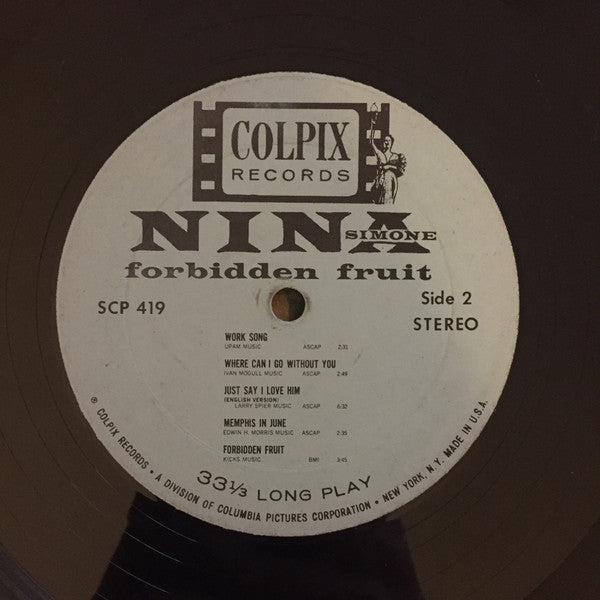 COLPIX
RECORDS
NINA
SIMONE
forbidden fruit
SCP 419
Side 2
STEREO
WORK SONG
UPAM MUSIC ASCAP 2:31
WHERE CAN I GO WITHOUT YOU
IVAN MOGULL MUSIC ASCAP 2:49
JUST SAY I LOVE HIM
(ENGLISH VERSION)
LARRY SPIER MUSIC ASCAP 6:32
MEMPHIS IN JUNE
EDWIN H. MORRIS MUSIC ASCAP 2:35
FORBIDDEN FRUIT
KICKS MUSIC BMI 3:45
33⅓ LONG PLAY
® COLPIX RECORDS • A DIVISION OF COLUMBIA PICTURES CORPORATION • NEW YORK, N.Y. MADE IN U.S.A.